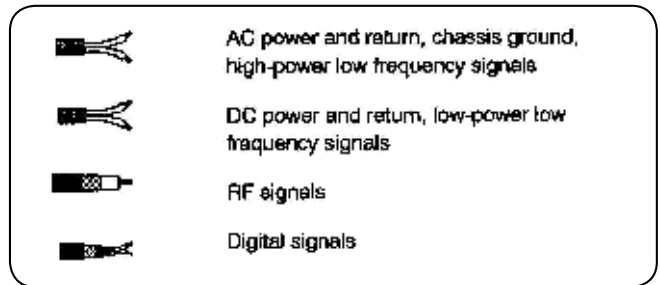 AC power and return, chassis ground,
high-power low frequency signals
DC power and return, low-power low
frequency signals
RF signals
Digital signals